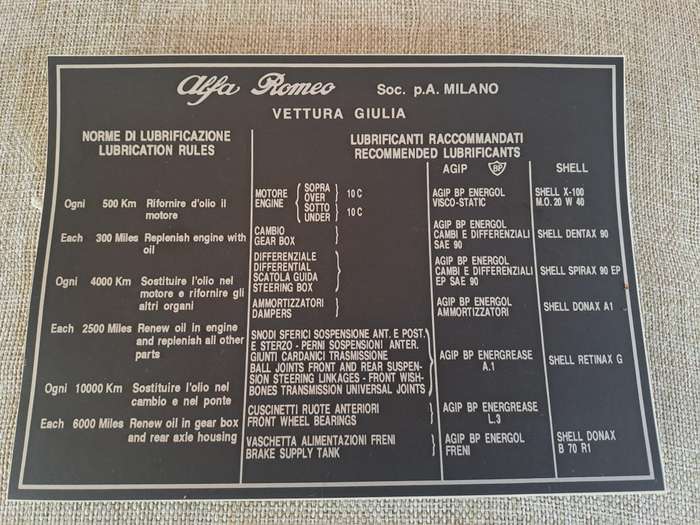 Alfa Romeo Soc. p.A. MILANO
VETTURA GIULIA
NORME DI LUBRIFICAZIONE
LUBRICATION RULES
Ogni 500 Km Rifornire d'olio il
motore
Each 300 Miles Replenish engine with
oil
Ogni 4000 Km Sostituire l'olio nel
motore e rifornire gli
altri organi
Each 2500 Miles Renew oil in engine
and replenish all other
parts
Ogni 10000 Km Sostituire l'olio nel
cambio e nel ponte
Each 6000 Miles Renew oil in gear box
and rear axle housing
LUBRIFICANTI RACCOMMANDATI
RECOMMENDED LUBRIFICANTS
AGIP BP SHELL
MOTORE
ENGINE
SOPRA
OVER
10 C
SOTTO
UNDER
10 C
AGIP BP ENERGOL
VISCO-STATIC
SHELL X-100
M.O. 20 W 40
CAMBIO
GEAR BOX
AGIP BP ENERGOL
CAMBI E DIFFERENZIALI
SAE 90
SHELL DENTAX 90
DIFFERENZIALE
DIFFERENTIAL
SCATOLA GUIDA
STEERING BOX
AGIP BP ENERGOL
CAMBI E DIFFERENZIALI
EP SAE 90
SHELL SPIRAX 90 EP
AMMORTIZZATORI
DAMPERS
AGIP BP ENERGOL
AMMORTIZZATORI
SHELL DONAX A1
SNODI SFERICI SOSPENSIONE ANT. E POST.
E STERZO - PERNI SOSPENSIONI ANTER.
GIUNTI CARDANICI TRASMISSIONE
BALL JOINTS FRONT AND REAR SUSPEN-
SION STEERING LINKAGES - FRONT WISH-
BONES TRANSMISSION UNIVERSAL JOINTS
AGIP BP ENERGREASE
A.1
SHELL RETINAX G
CUSCINETTI RUOTE ANTERIORI
FRONT WHEEL BEARINGS
AGIP BP ENERGREASE
L.3
VASCHETTA ALIMENTAZIONI FRENI
BRAKE SUPPLY TANK
AGIP BP ENERGOL
FRENI
SHELL DONAX
B 70 R1